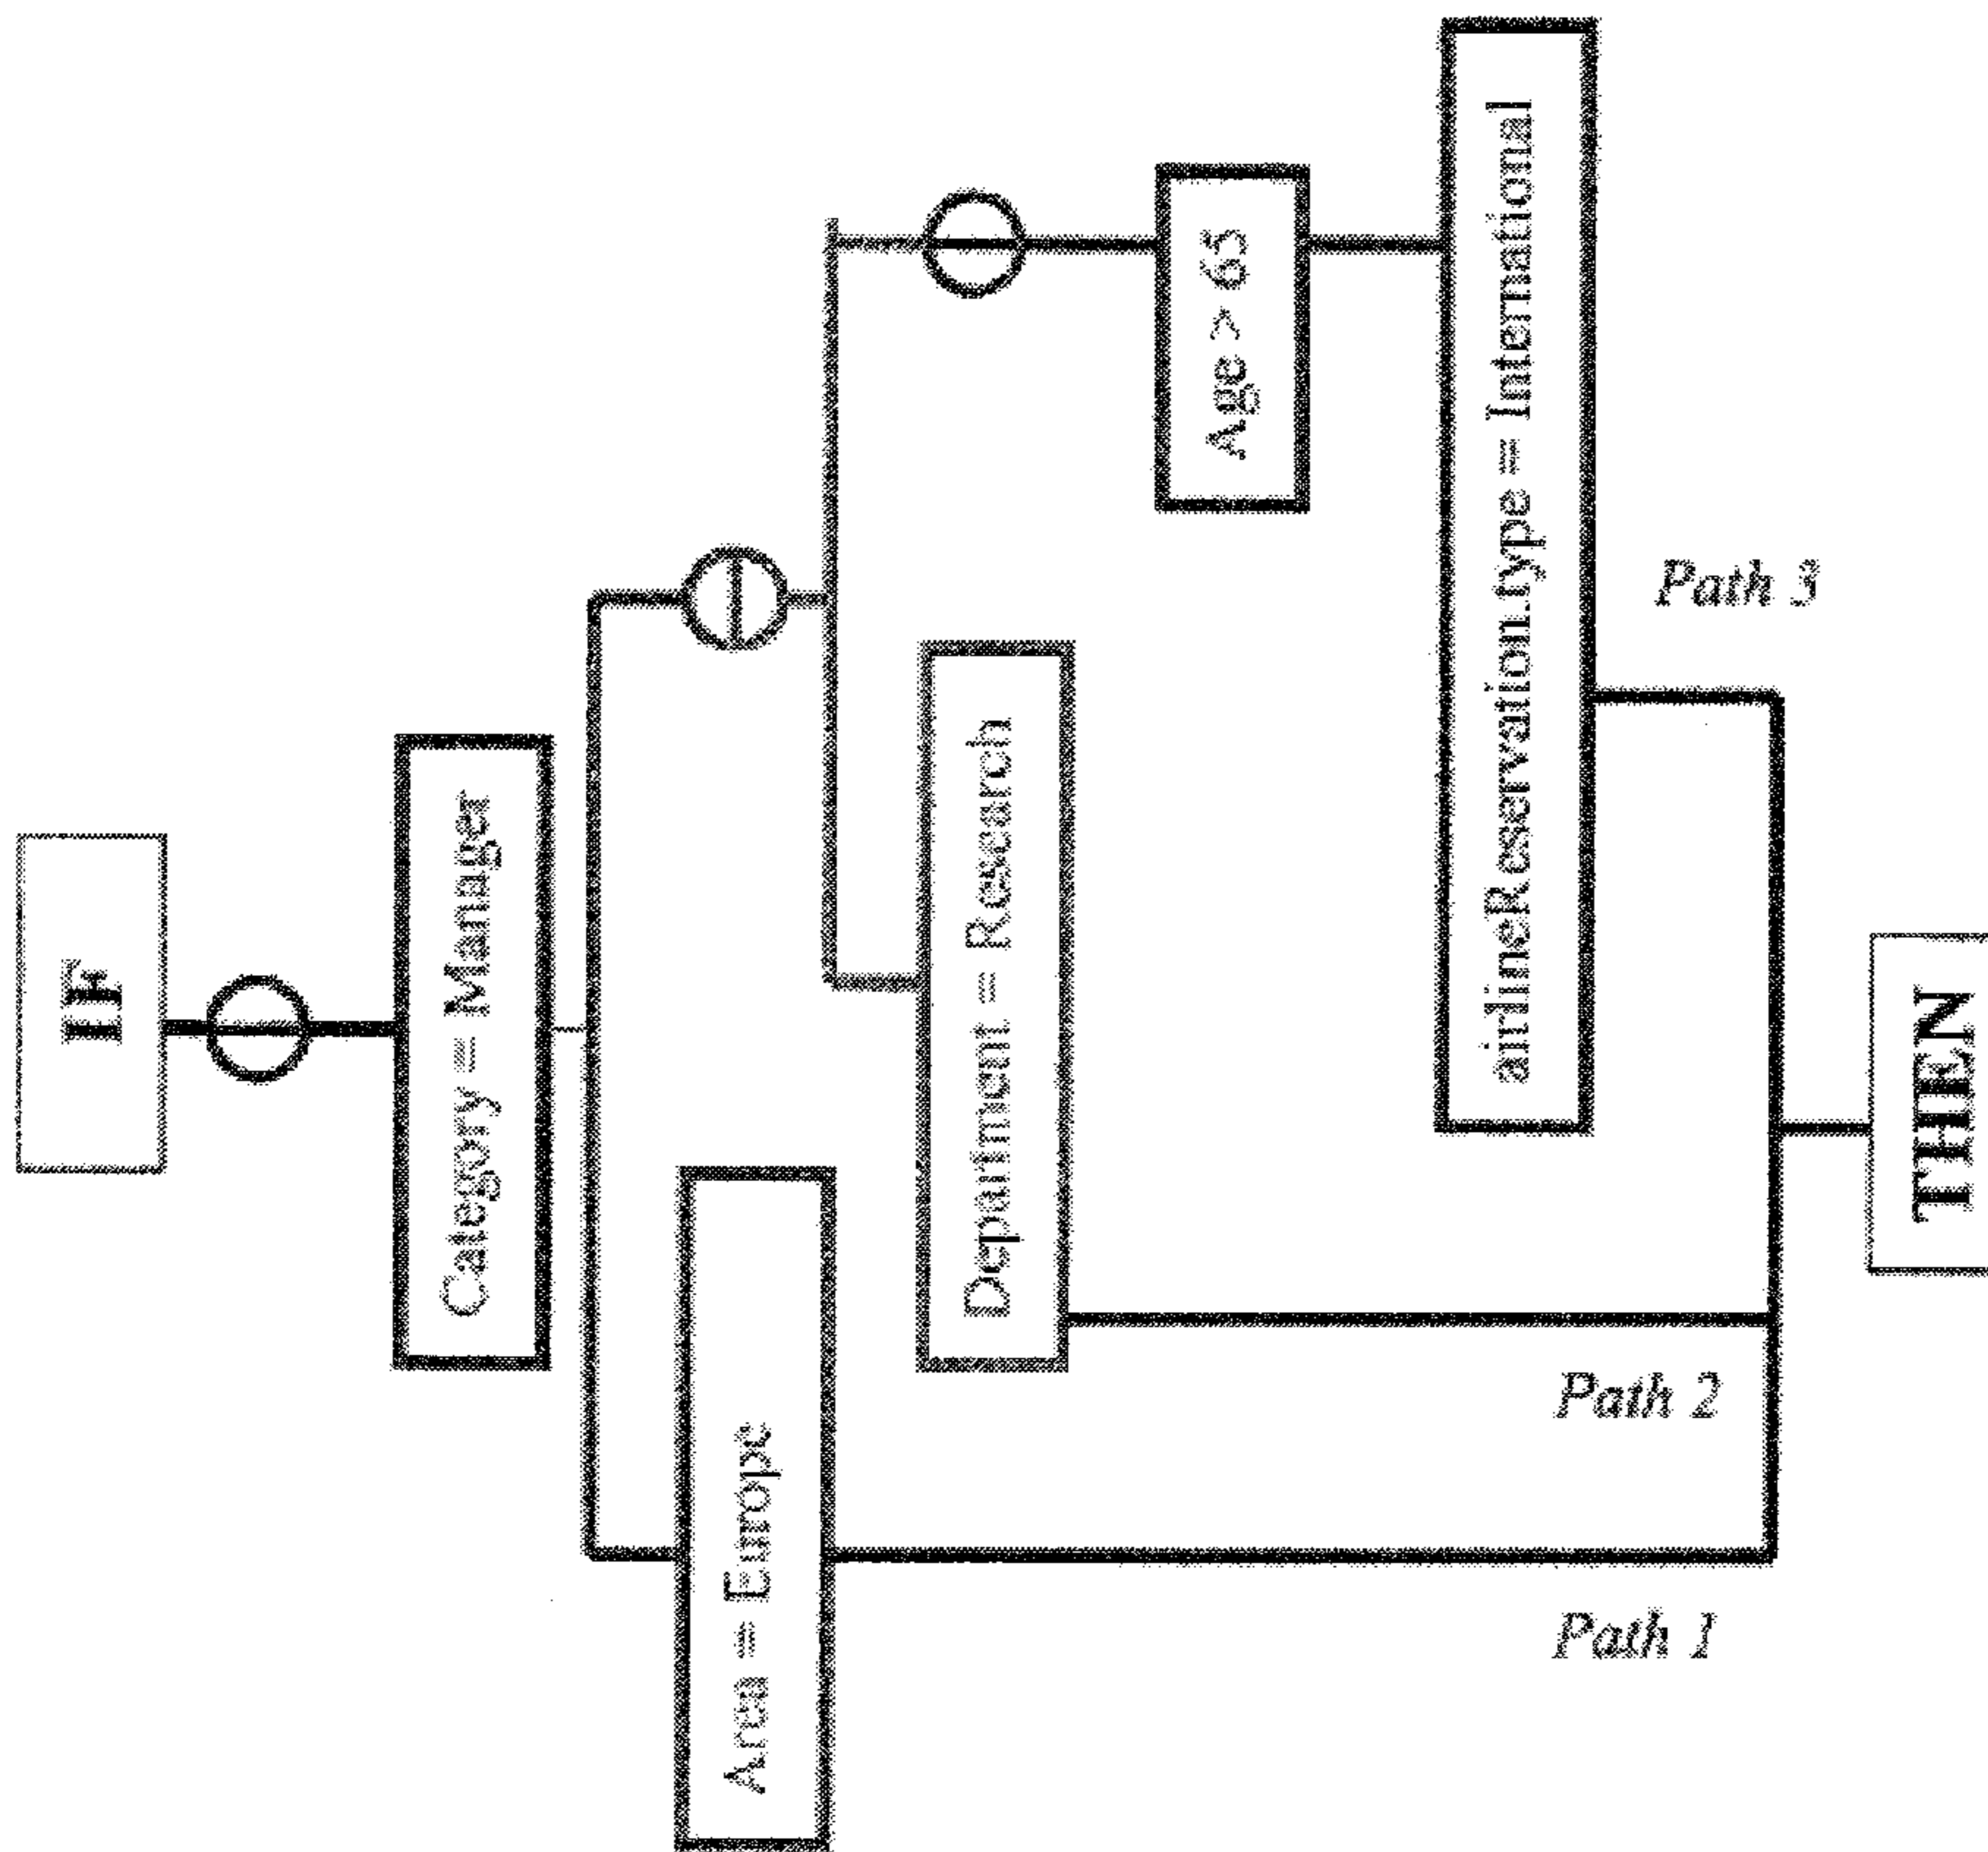 IF
Category = Manager
Area = Europe
Department = Research
Age > 65
airlineReservation.type = International
Path 1
Path 2
Path 3
THEN